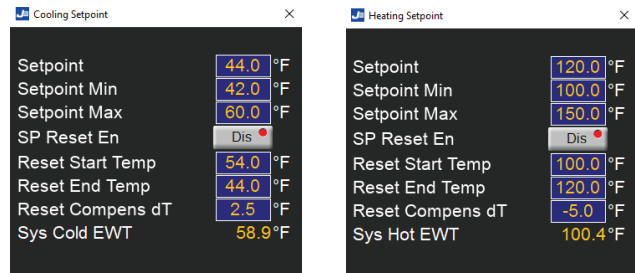 Cooling Setpoint
Setpoint 44.0 °F
Setpoint Min 42.0 °F
Setpoint Max 60.0 °F
SP Reset En Dis
Reset Start Temp 54.0 °F
Reset End Temp 44.0 °F
Reset Compens dT 2.5 °F
Sys Cold EWT 58.9 °F
Heating Setpoint
Setpoint 120.0 °F
Setpoint Min 100.0 °F
Setpoint Max 150.0 °F
SP Reset En Dis
Reset Start Temp 100.0 °F
Reset End Temp 120.0 °F
Reset Compens dT -5.0 °F
Sys Hot EWT 100.4 °F